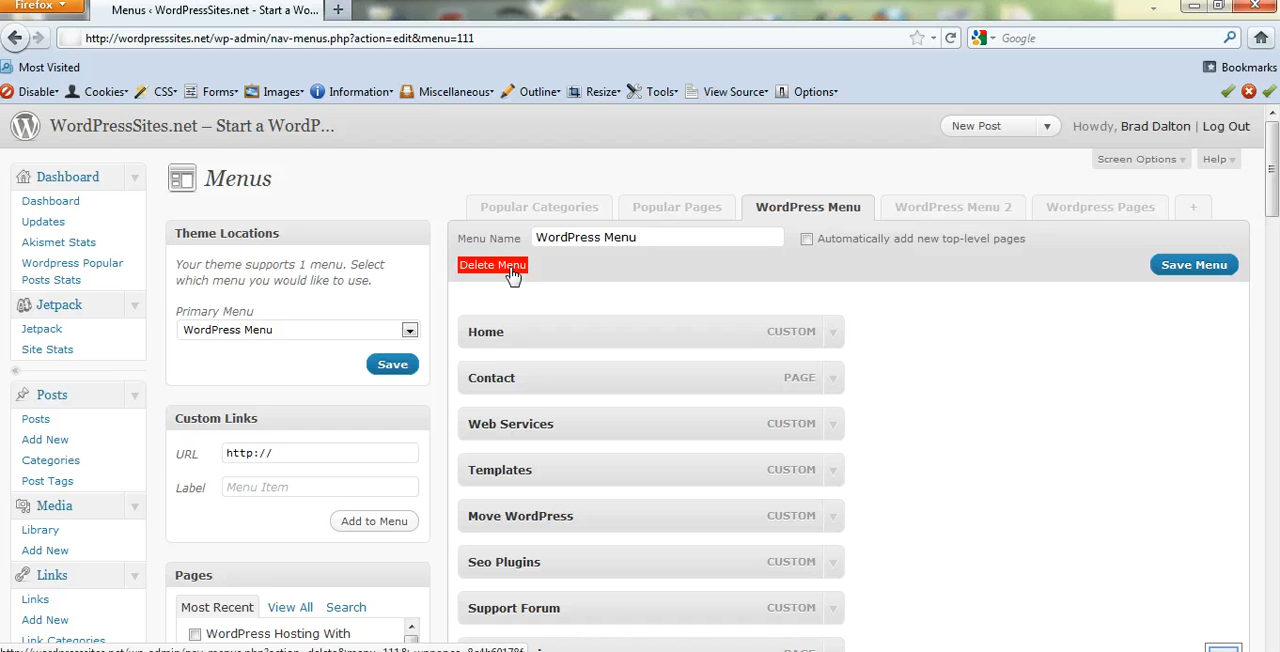 Firefox
Menus ‹ WordPressSites.net - Start a Wo...
http://wordpresssites.net/wp-admin/nav-menus.php?action=edit&menu=111
Google
Most Visited
Bookmarks
Disable
Cookies
CSS
Forms
Images
Information
Miscellaneous
Outline
Resize
Tools
View Source
Options
WordPressSites.net – Start a WordP...
New Post
Howdy, Brad Dalton | Log Out
Screen Options
Help
Menus
Dashboard
Dashboard
Updates
Akismet Stats
Wordpress Popular
Posts Stats
Jetpack
Jetpack
Site Stats
Posts
Posts
Add New
Categories
Post Tags
Media
Library
Add New
Links
Links
Add New
Link Categories
Theme Locations
Your theme supports 1 menu. Select
which menu you would like to use.
Primary Menu
WordPress Menu
Save
Custom Links
URL
http://
Label
Menu Item
Add to Menu
Pages
Most Recent
View All
Search
WordPress Hosting With
Popular Categories
Popular Pages
WordPress Menu
WordPress Menu 2
Wordpress Pages
+
Menu Name
WordPress Menu
Automatically add new top-level pages
Delete Menu
Save Menu
Home CUSTOM
Contact PAGE
Web Services CUSTOM
Templates CUSTOM
Move WordPress CUSTOM
Seo Plugins CUSTOM
Support Forum CUSTOM